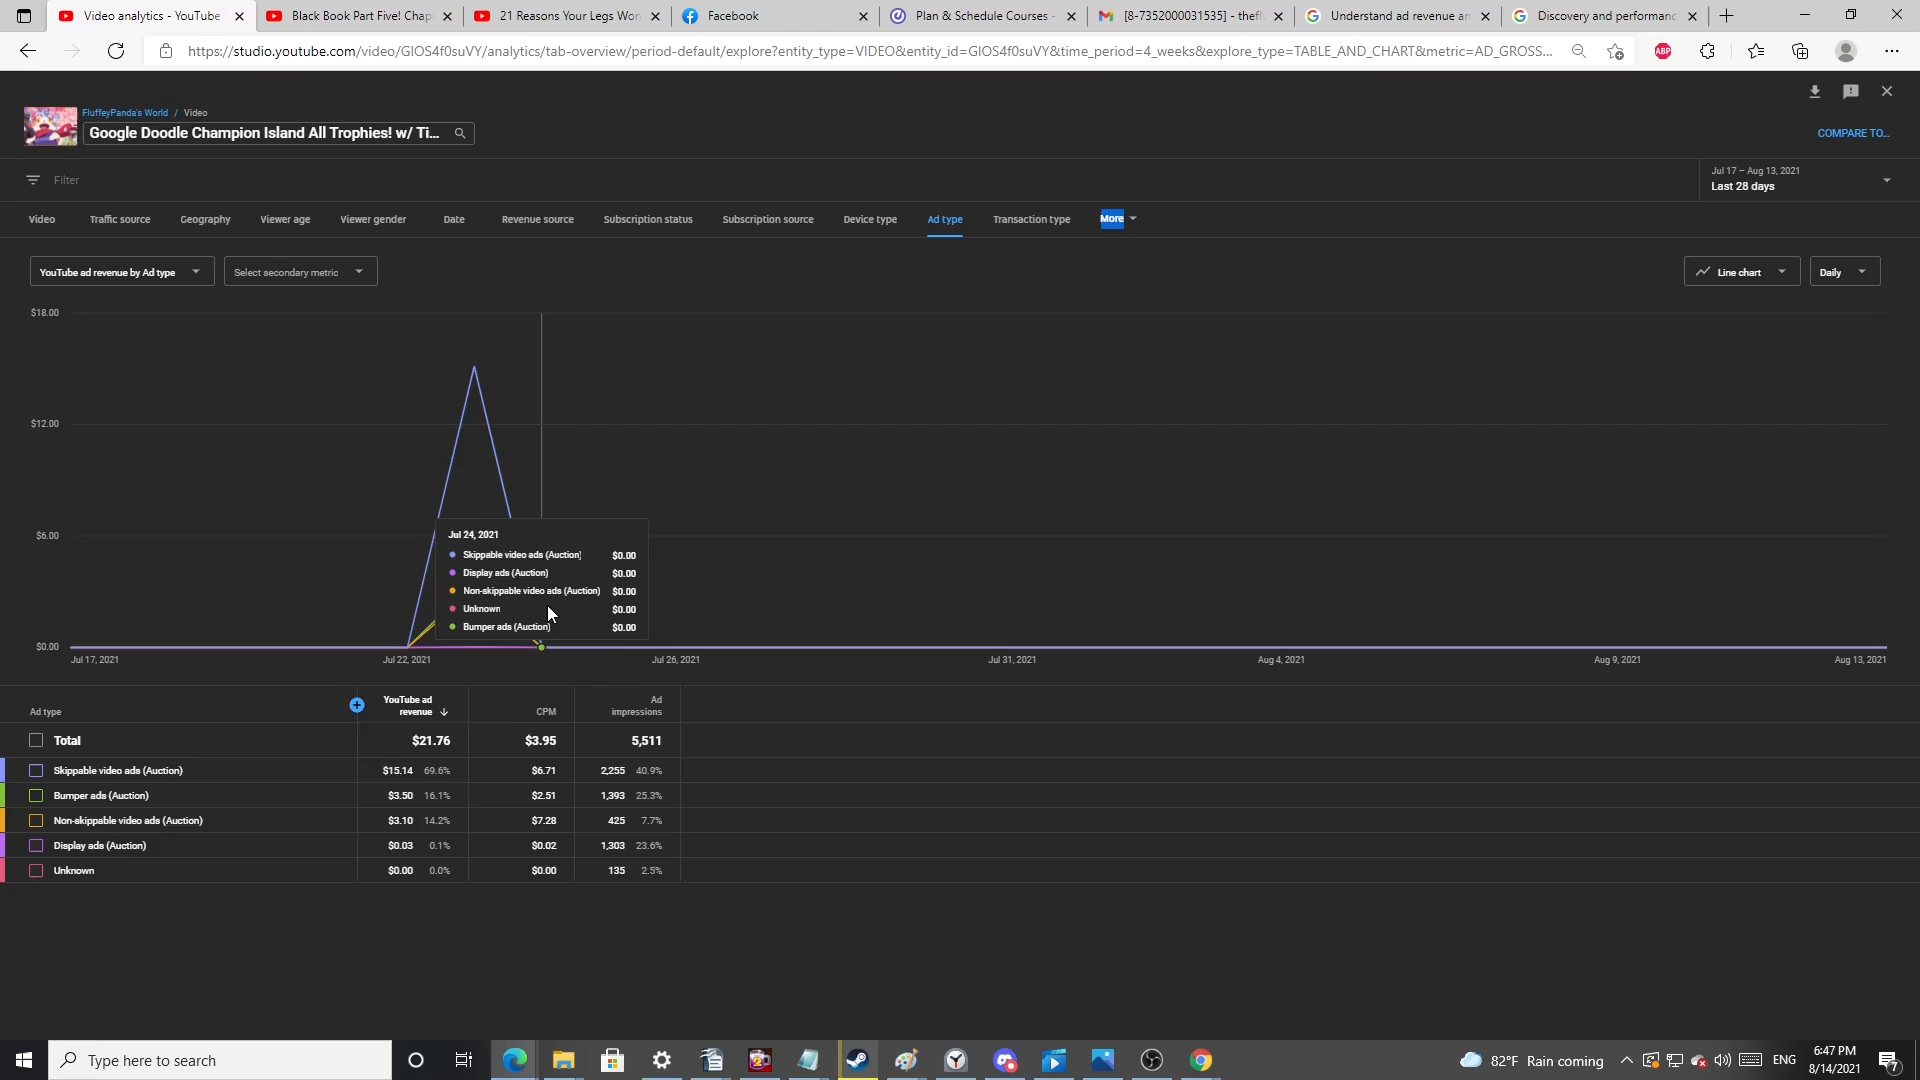 Video analytics - YouTube
Black Book Part Five! Chap
21 Reasons Your Legs Won
Facebook
Plan & Schedule Courses -
[8-7352000031535] - thefl
Understand ad revenue an
Discovery and performanc
https://studio.youtube.com/video/GIOS4f0suVY/analytics/tab-overview/period-default/explore?entity_type=VIDEO&entity_id=GIOS4f0suVY&time_period=4_weeks&explore_type=TABLE_AND_CHART&metric=AD_GROSS...
ABP
FluffeyPanda's World / Video
Google Doodle Champion Island All Trophies! w/ Ti...
COMPARE TO...
Filter
Jul 17 – Aug 13, 2021
Last 28 days
Video Traffic source Geography Viewer age Viewer gender Date Revenue source Subscription status Subscription source Device type Ad type Transaction type More
YouTube ad revenue by Ad type
Select secondary metric
Line chart
Daily
$18.00
$12.00
$6.00
$0.00
Jul 24, 2021
Skippable video ads (Auction) $0.00
Display ads (Auction) $0.00
Non-skippable video ads (Auction) $0.00
Unknown $0.00
Bumper ads (Auction) $0.00
Jul 17, 2021 Jul 22, 2021 Jul 26, 2021 Jul 31, 2021 Aug 4, 2021 Aug 9, 2021 Aug 13, 2021
Ad type
YouTube ad
revenue
CPM
Ad
impressions
Total $21.76 $3.95 5,511
Skippable video ads (Auction) $15.14 69.6% $6.71 2,255 40.9%
Bumper ads (Auction) $3.50 16.1% $2.51 1,393 25.3%
Non-skippable video ads (Auction) $3.10 14.2% $7.28 425 7.7%
Display ads (Auction) $0.03 0.1% $0.02 1,303 23.6%
Unknown $0.00 0.0% $0.00 135 2.5%
Type here to search
82°F Rain coming
ENG
6:47 PM
8/14/2021
7